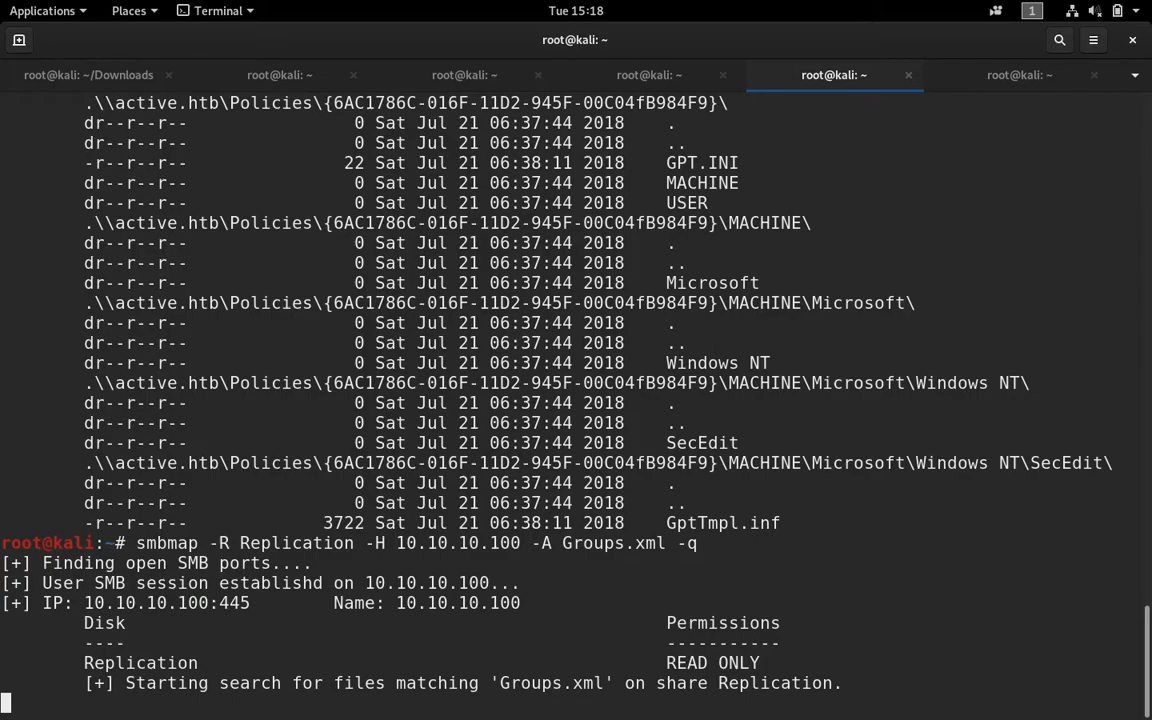 Applications Places Terminal Tue 15:18 1
root@kali: ~
root@kali: ~/Downloads × root@kali: ~ × root@kali: ~ × root@kali: ~ × root@kali: ~ × root@kali: ~ ×
.\\active.htb\Policies\{6AC1786C-016F-11D2-945F-00C04fB984F9}\
dr--r--r-- 0 Sat Jul 21 06:37:44 2018 .
dr--r--r-- 0 Sat Jul 21 06:37:44 2018 ..
-r--r--r-- 22 Sat Jul 21 06:38:11 2018 GPT.INI
dr--r--r-- 0 Sat Jul 21 06:37:44 2018 MACHINE
dr--r--r-- 0 Sat Jul 21 06:37:44 2018 USER
.\\active.htb\Policies\{6AC1786C-016F-11D2-945F-00C04fB984F9}\MACHINE\
dr--r--r-- 0 Sat Jul 21 06:37:44 2018 .
dr--r--r-- 0 Sat Jul 21 06:37:44 2018 ..
dr--r--r-- 0 Sat Jul 21 06:37:44 2018 Microsoft
.\\active.htb\Policies\{6AC1786C-016F-11D2-945F-00C04fB984F9}\MACHINE\Microsoft\
dr--r--r-- 0 Sat Jul 21 06:37:44 2018 .
dr--r--r-- 0 Sat Jul 21 06:37:44 2018 ..
dr--r--r-- 0 Sat Jul 21 06:37:44 2018 Windows NT
.\\active.htb\Policies\{6AC1786C-016F-11D2-945F-00C04fB984F9}\MACHINE\Microsoft\Windows NT\
dr--r--r-- 0 Sat Jul 21 06:37:44 2018 .
dr--r--r-- 0 Sat Jul 21 06:37:44 2018 ..
dr--r--r-- 0 Sat Jul 21 06:37:44 2018 SecEdit
.\\active.htb\Policies\{6AC1786C-016F-11D2-945F-00C04fB984F9}\MACHINE\Microsoft\Windows NT\SecEdit\
dr--r--r-- 0 Sat Jul 21 06:37:44 2018 .
dr--r--r-- 0 Sat Jul 21 06:37:44 2018 ..
-r--r--r-- 3722 Sat Jul 21 06:38:11 2018 GptTmpl.inf
root@kali:~# smbmap -R Replication -H 10.10.10.100 -A Groups.xml -q
[+] Finding open SMB ports....
[+] User SMB session establishd on 10.10.10.100...
[+] IP: 10.10.10.100:445 Name: 10.10.10.100
Disk Permissions
---- -----------
Replication READ ONLY
[+] Starting search for files matching 'Groups.xml' on share Replication.